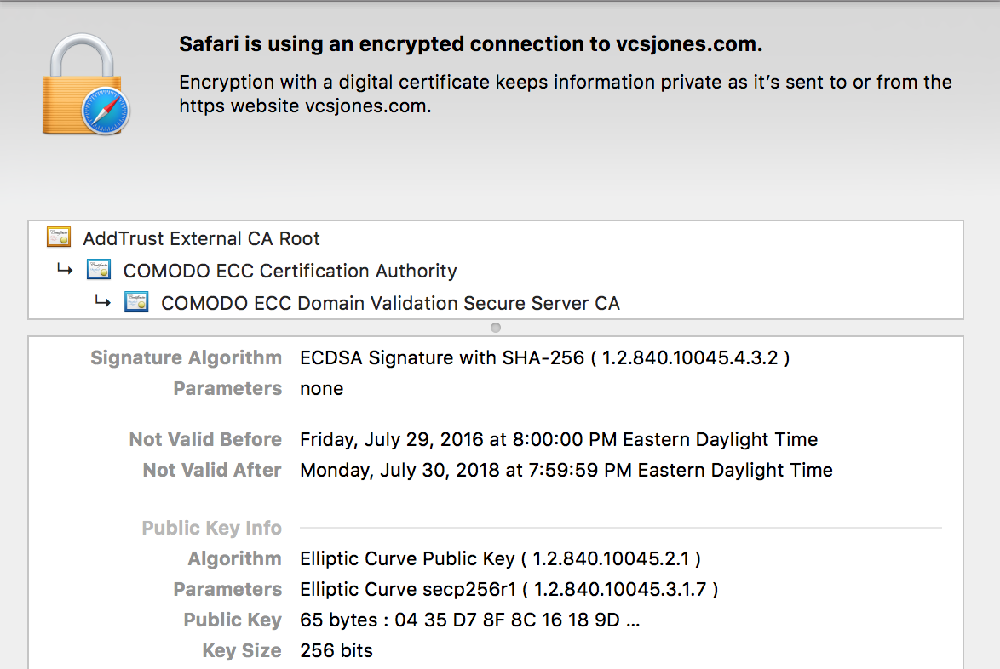 Safari is using an encrypted connection to vcsjones.com.
Encryption with a digital certificate keeps information private as it’s sent to or from the
https website vcsjones.com.
AddTrust External CA Root
COMODO ECC Certification Authority
COMODO ECC Domain Validation Secure Server CA
Signature Algorithm ECDSA Signature with SHA-256 ( 1.2.840.10045.4.3.2 )
Parameters none
Not Valid Before Friday, July 29, 2016 at 8:00:00 PM Eastern Daylight Time
Not Valid After Monday, July 30, 2018 at 7:59:59 PM Eastern Daylight Time
Public Key Info
Algorithm Elliptic Curve Public Key ( 1.2.840.10045.2.1 )
Parameters Elliptic Curve secp256r1 ( 1.2.840.10045.3.1.7 )
Public Key 65 bytes : 04 35 D7 8F 8C 16 18 9D ...
Key Size 256 bits